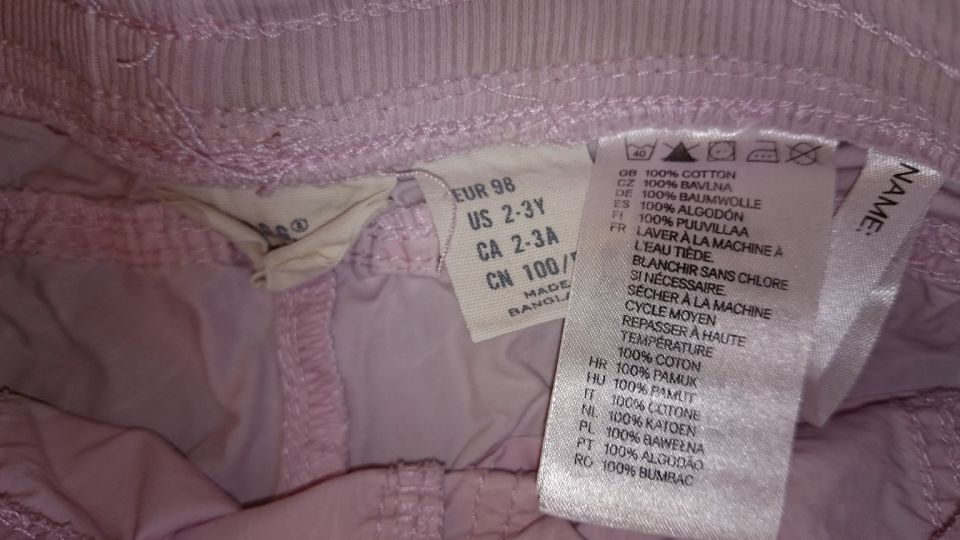 EUR 98
US 2-3Y
CA 2-3A
CN 100/
MADE
40
GB 100% COTTON
CZ 100% BAVLNA
DE 100% BAUMWOLLE
ES 100% ALGODÓN
FI 100% PUUVILLAA
FR LAVER À LA MACHINE À
L'EAU TIÈDE.
BLANCHIR SANS CHLORE
SI NÉCESSAIRE
SÉCHER À LA MACHINE
CYCLE MOYEN
REPASSER À HAUTE
TEMPÉRATURE
100% COTON
HR 100% PAMUK
HU 100% PAMUT
IT 100% COTONE
NL 100% KATOEN
PL 100% BAWEŁNA
PT 100% ALGODÃO
RO 100% BUMBAC
NAME: